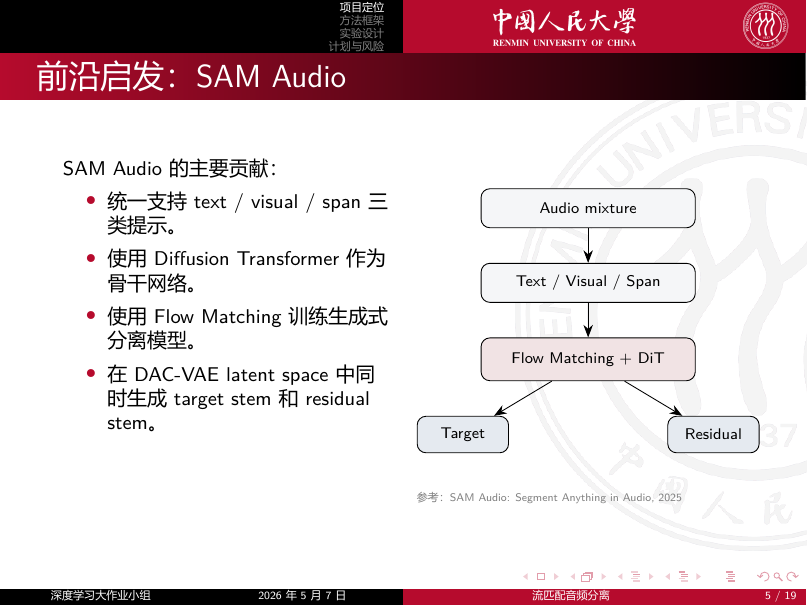 项目定位
方法框架
实验设计
计划与风险
中国人民大学
RENMIN UNIVERSITY OF CHINA
前沿启发：SAM Audio
SAM Audio 的主要贡献：
统一支持 text / visual / span 三
类提示。
使用 Diffusion Transformer 作为
骨干网络。
使用 Flow Matching 训练生成式
分离模型。
在 DAC-VAE latent space 中同
时生成 target stem 和 residual
stem。
Audio mixture
Text / Visual / Span
Flow Matching + DiT
Target
Residual
参考：SAM Audio: Segment Anything in Audio, 2025
深度学习大作业小组
2026 年 5 月 7 日
流匹配音频分离
5 / 19